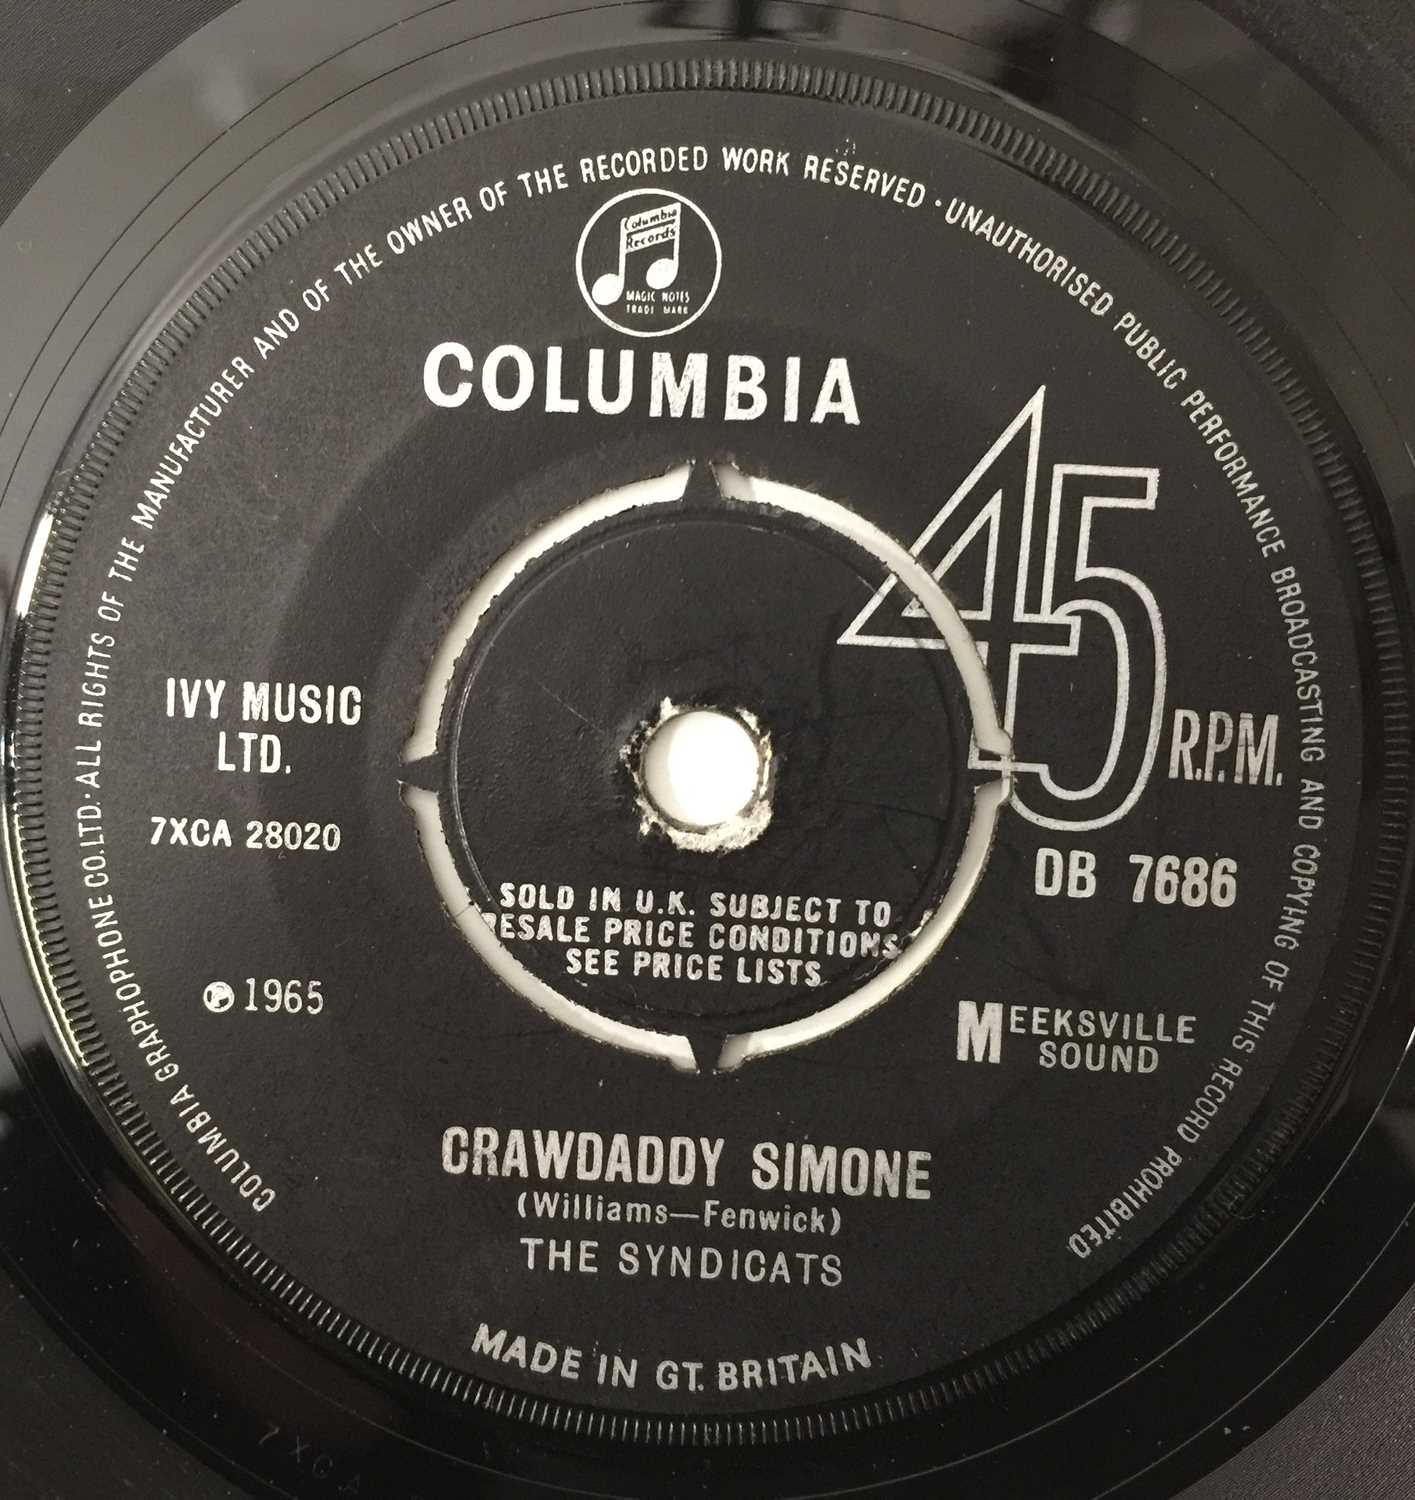 COLUMBIA GRAPHOPHONE CO. LTD. · ALL RIGHTS OF THE MANUFACTURER AND OF THE OWNER OF THE RECORDED WORK RESERVED · UNAUTHORISED PUBLIC PERFORMANCE BROADCASTING AND COPYING OF THIS RECORD PROHIBITED.
Columbia
Records
MAGIC NOTES
TRADE MARK
COLUMBIA
45
R.P.M.
IVY MUSIC
LTD.
7XCA 28020
DB 7686
SOLD IN U.K. SUBJECT TO
RESALE PRICE CONDITIONS
SEE PRICE LISTS
Ⓟ 1965
MEEKSVILLE
SOUND
CRAWDADDY SIMONE
(Williams—Fenwick)
THE SYNDICATS
MADE IN GT. BRITAIN
7XCA